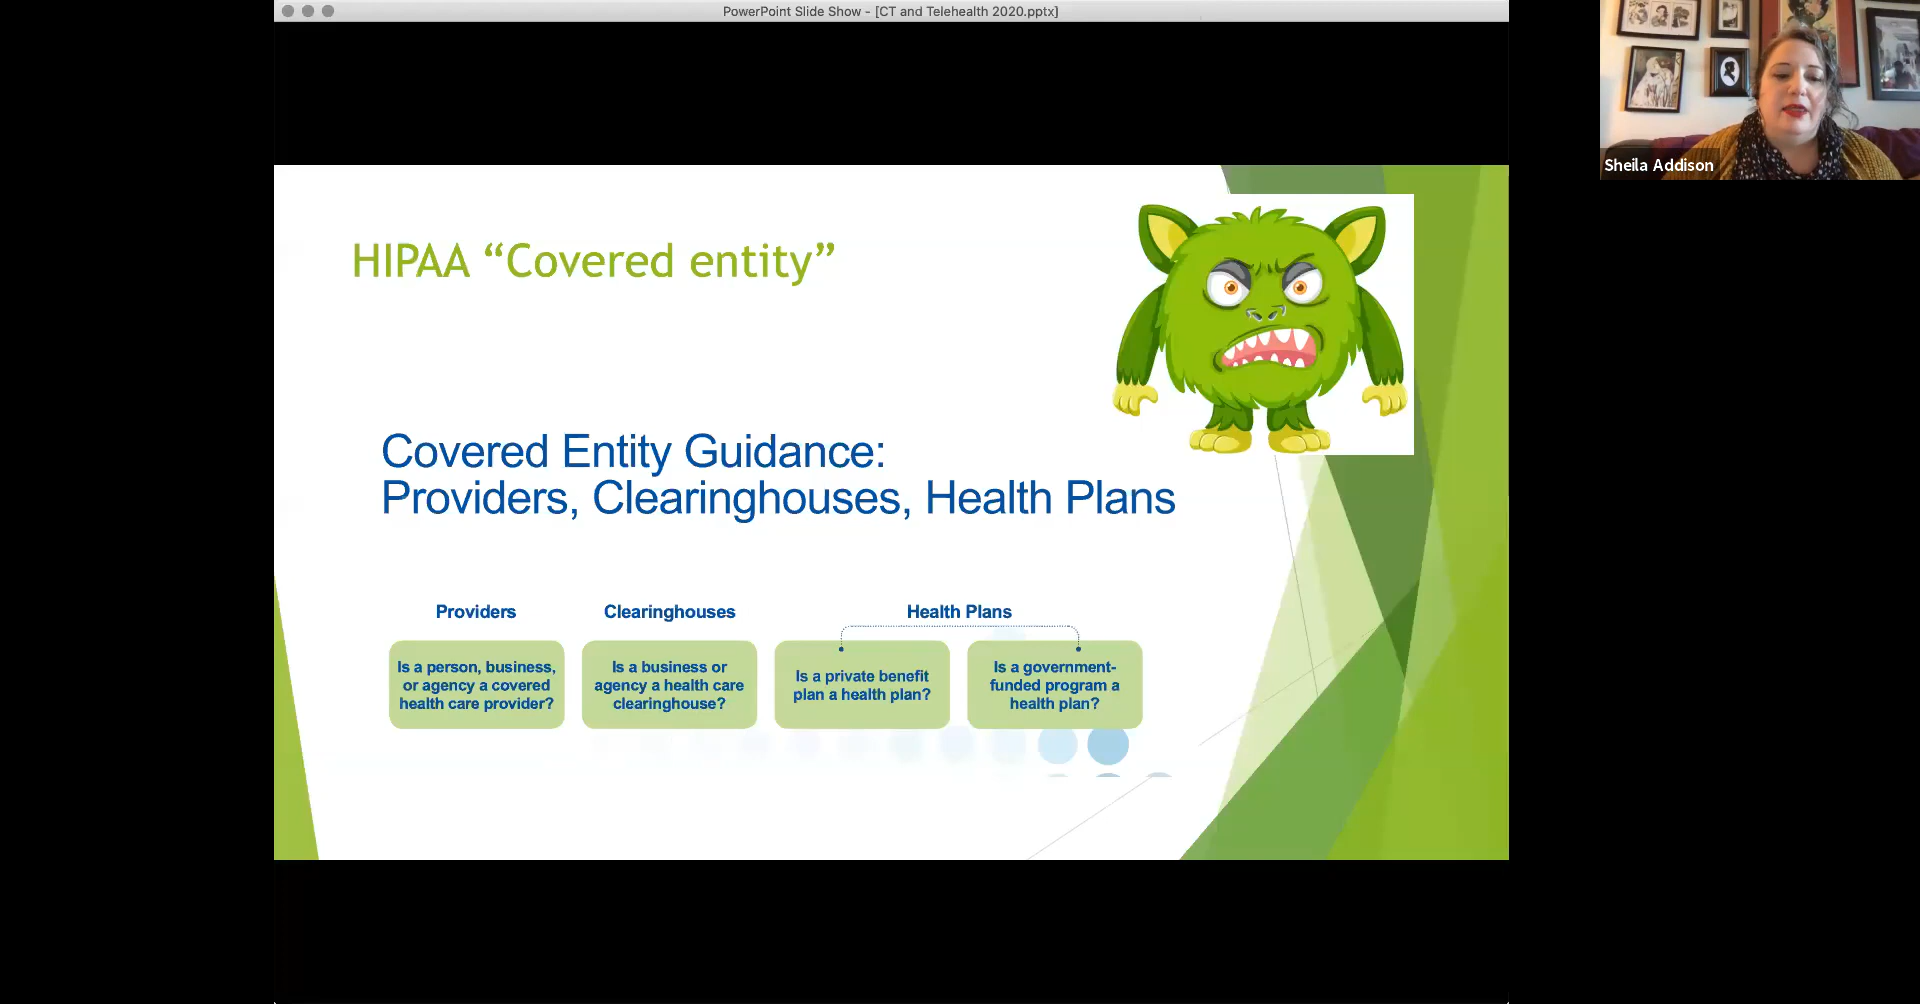 PowerPoint Slide Show - [CT and Telehealth 2020.pptx]
Sheila Addison
HIPAA “Covered entity”
Covered Entity Guidance:
Providers, Clearinghouses, Health Plans
Providers
Is a person, business,
or agency a covered
health care provider?
Clearinghouses
Is a business or
agency a health care
clearinghouse?
Health Plans
Is a private benefit
plan a health plan?
Is a government-
funded program a
health plan?